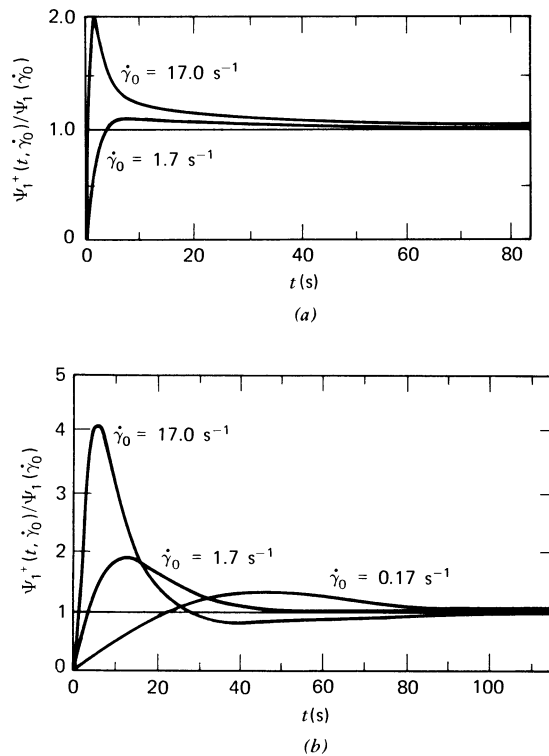 Ψ₁⁺(t, γ̇₀)/Ψ₁(γ̇₀)
2.0
1.0
0
γ̇₀ = 17.0 s⁻¹
γ̇₀ = 1.7 s⁻¹
0 20 40 60 80
t(s)
(a)
Ψ₁⁺(t, γ̇₀)/Ψ₁(γ̇₀)
5
4
3
2
1
0
γ̇₀ = 17.0 s⁻¹
γ̇₀ = 1.7 s⁻¹
γ̇₀ = 0.17 s⁻¹
0 20 40 60 80 100
t(s)
(b)